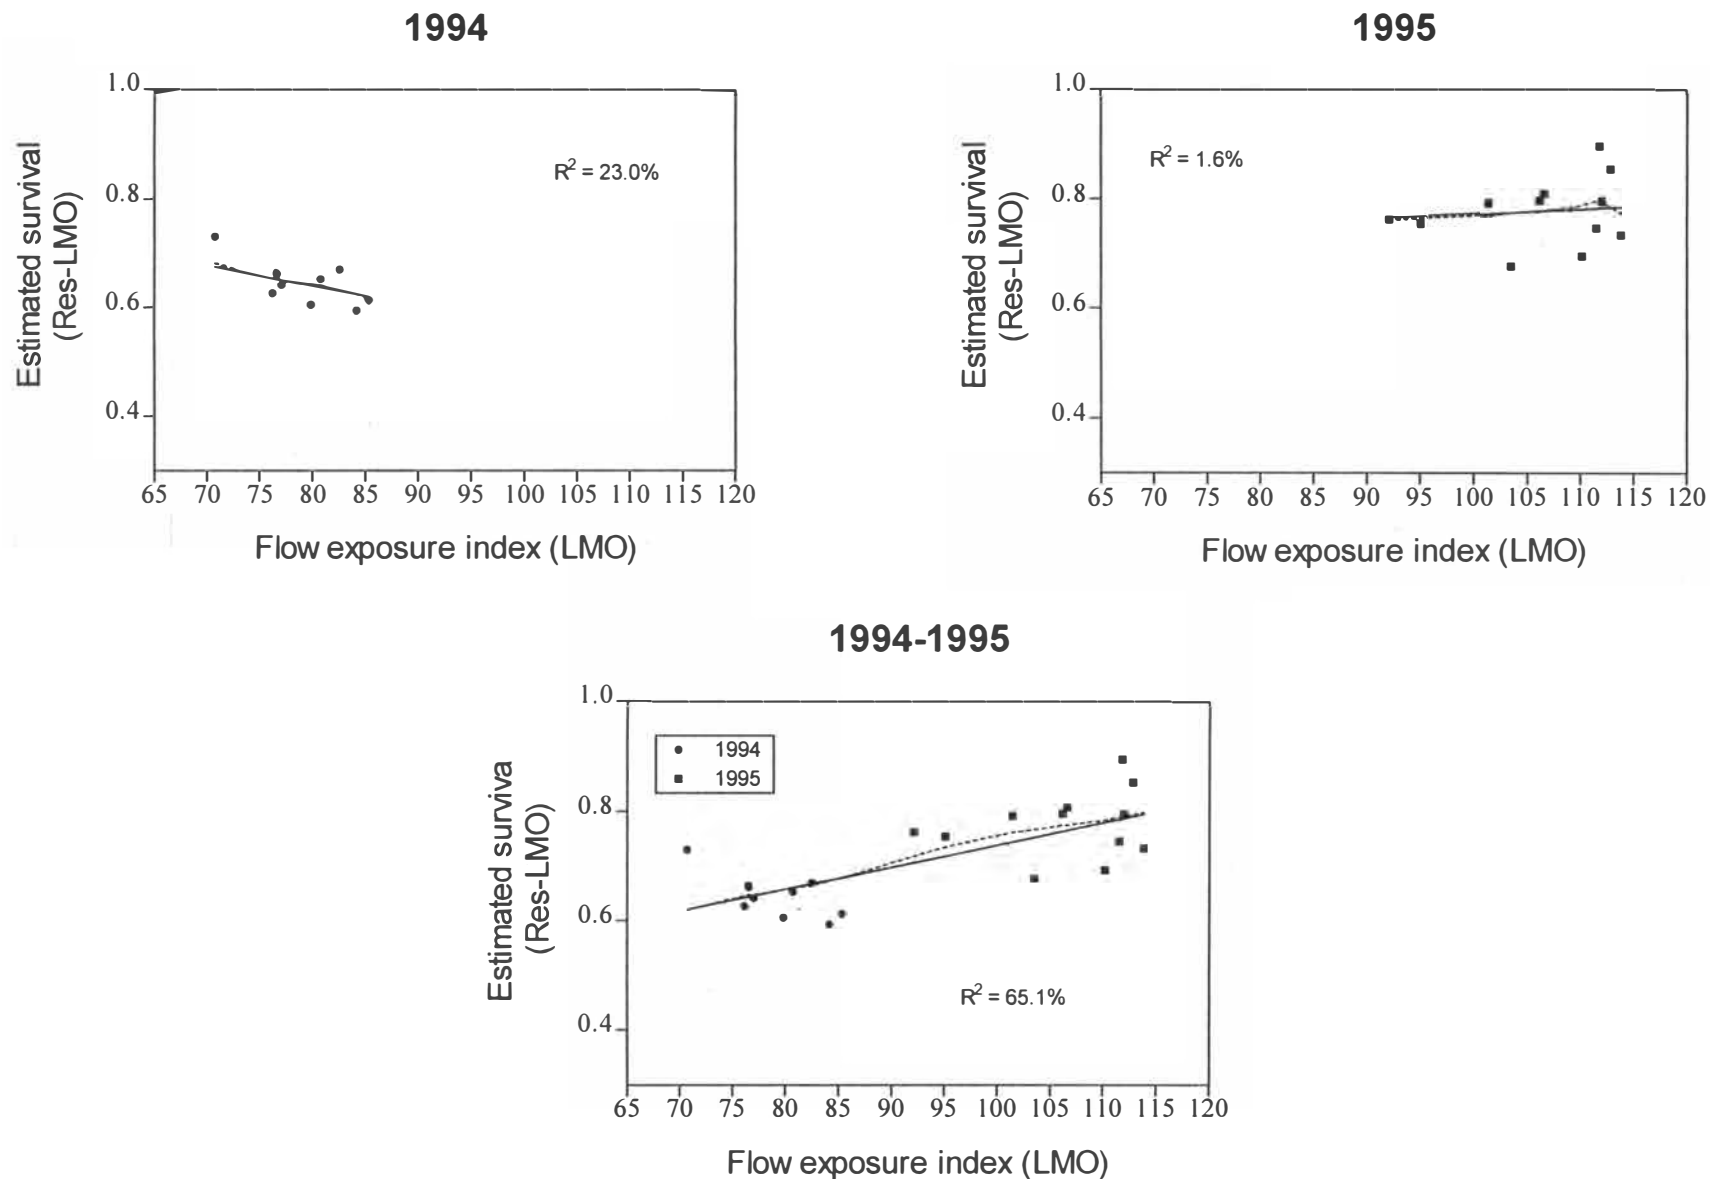 1994
1.0
0.8
0.6
0.4
Estimated survival
(Res-LMO)
R² = 23.0%
65 70 75 80 85 90 95 100 105 110 115 120
Flow exposure index (LMO)
1995
1.0
0.8
0.6
0.4
Estimated survival
(Res-LMO)
R² = 1.6%
65 70 75 80 85 90 95 100 105 110 115 120
Flow exposure index (LMO)
1994-1995
1.0
0.8
0.6
0.4
Estimated surviva
(Res-LMO)
1994
1995
R² = 65.1%
65 70 75 80 85 90 95 100 105 110 115 120
Flow exposure index (LMO)